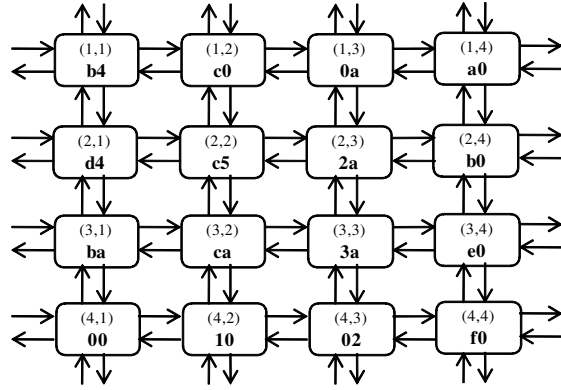 (1,1) (1,2) (1,3) (1,4)
b4 c0 0a a0
(2,1) (2,2) (2,3) (2,4)
d4 c5 2a b0
(3,1) (3,2) (3,3) (3,4)
ba ca 3a e0
(4,1) (4,2) (4,3) (4,4)
00 10 02 f0